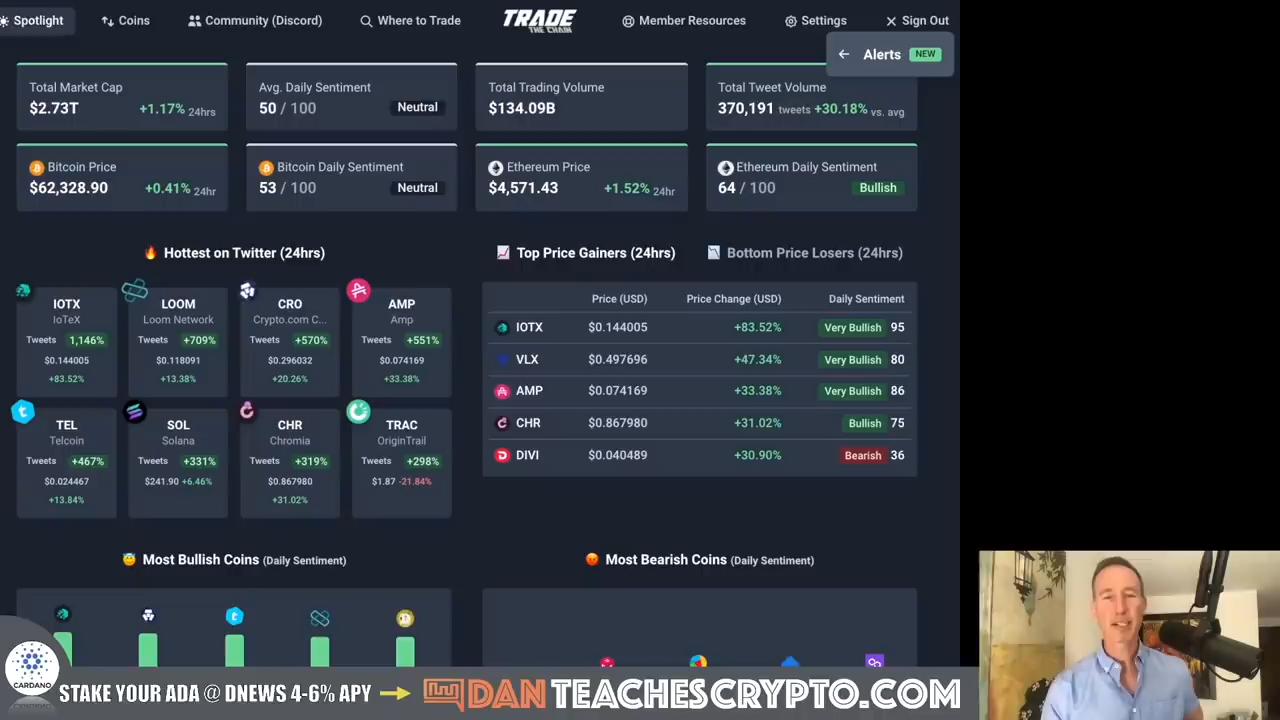 Spotlight
Coins
Community (Discord)
Where to Trade
TRADE
THE CHAIN
Member Resources
Settings
Sign Out
Alerts NEW
Total Market Cap
$2.73T +1.17% 24hrs
Avg. Daily Sentiment
50 / 100 Neutral
Total Trading Volume
$134.09B
Total Tweet Volume
370,191 tweets +30.18% vs. avg
Bitcoin Price
$62,328.90 +0.41% 24hr
Bitcoin Daily Sentiment
53 / 100 Neutral
Ethereum Price
$4,571.43 +1.52% 24hr
Ethereum Daily Sentiment
64 / 100 Bullish
Hottest on Twitter (24hrs)
IOTX
IoTeX
Tweets 1,146%
$0.144005
+83.52%
LOOM
Loom Network
Tweets +709%
$0.118091
+13.38%
CRO
Crypto.com C...
Tweets +570%
$0.296032
+20.26%
AMP
Amp
Tweets +551%
$0.074169
+33.38%
TEL
Telcoin
Tweets +467%
$0.024467
+13.84%
SOL
Solana
Tweets +331%
$241.90 +6.46%
CHR
Chromia
Tweets +319%
$0.867980
+31.02%
TRAC
OriginTrail
Tweets +298%
$1.87 -21.84%
Top Price Gainers (24hrs)
Bottom Price Losers (24hrs)
Price (USD) Price Change (USD) Daily Sentiment
IOTX $0.144005 +83.52% Very Bullish 95
VLX $0.497696 +47.34% Very Bullish 80
AMP $0.074169 +33.38% Very Bullish 86
CHR $0.867980 +31.02% Bullish 75
DIVI $0.040489 +30.90% Bearish 36
Most Bullish Coins (Daily Sentiment)
Most Bearish Coins (Daily Sentiment)
CARDANO
STAKE YOUR ADA @ DNEWS 4-6% APY
DANTEACHESCRYPTO.COM